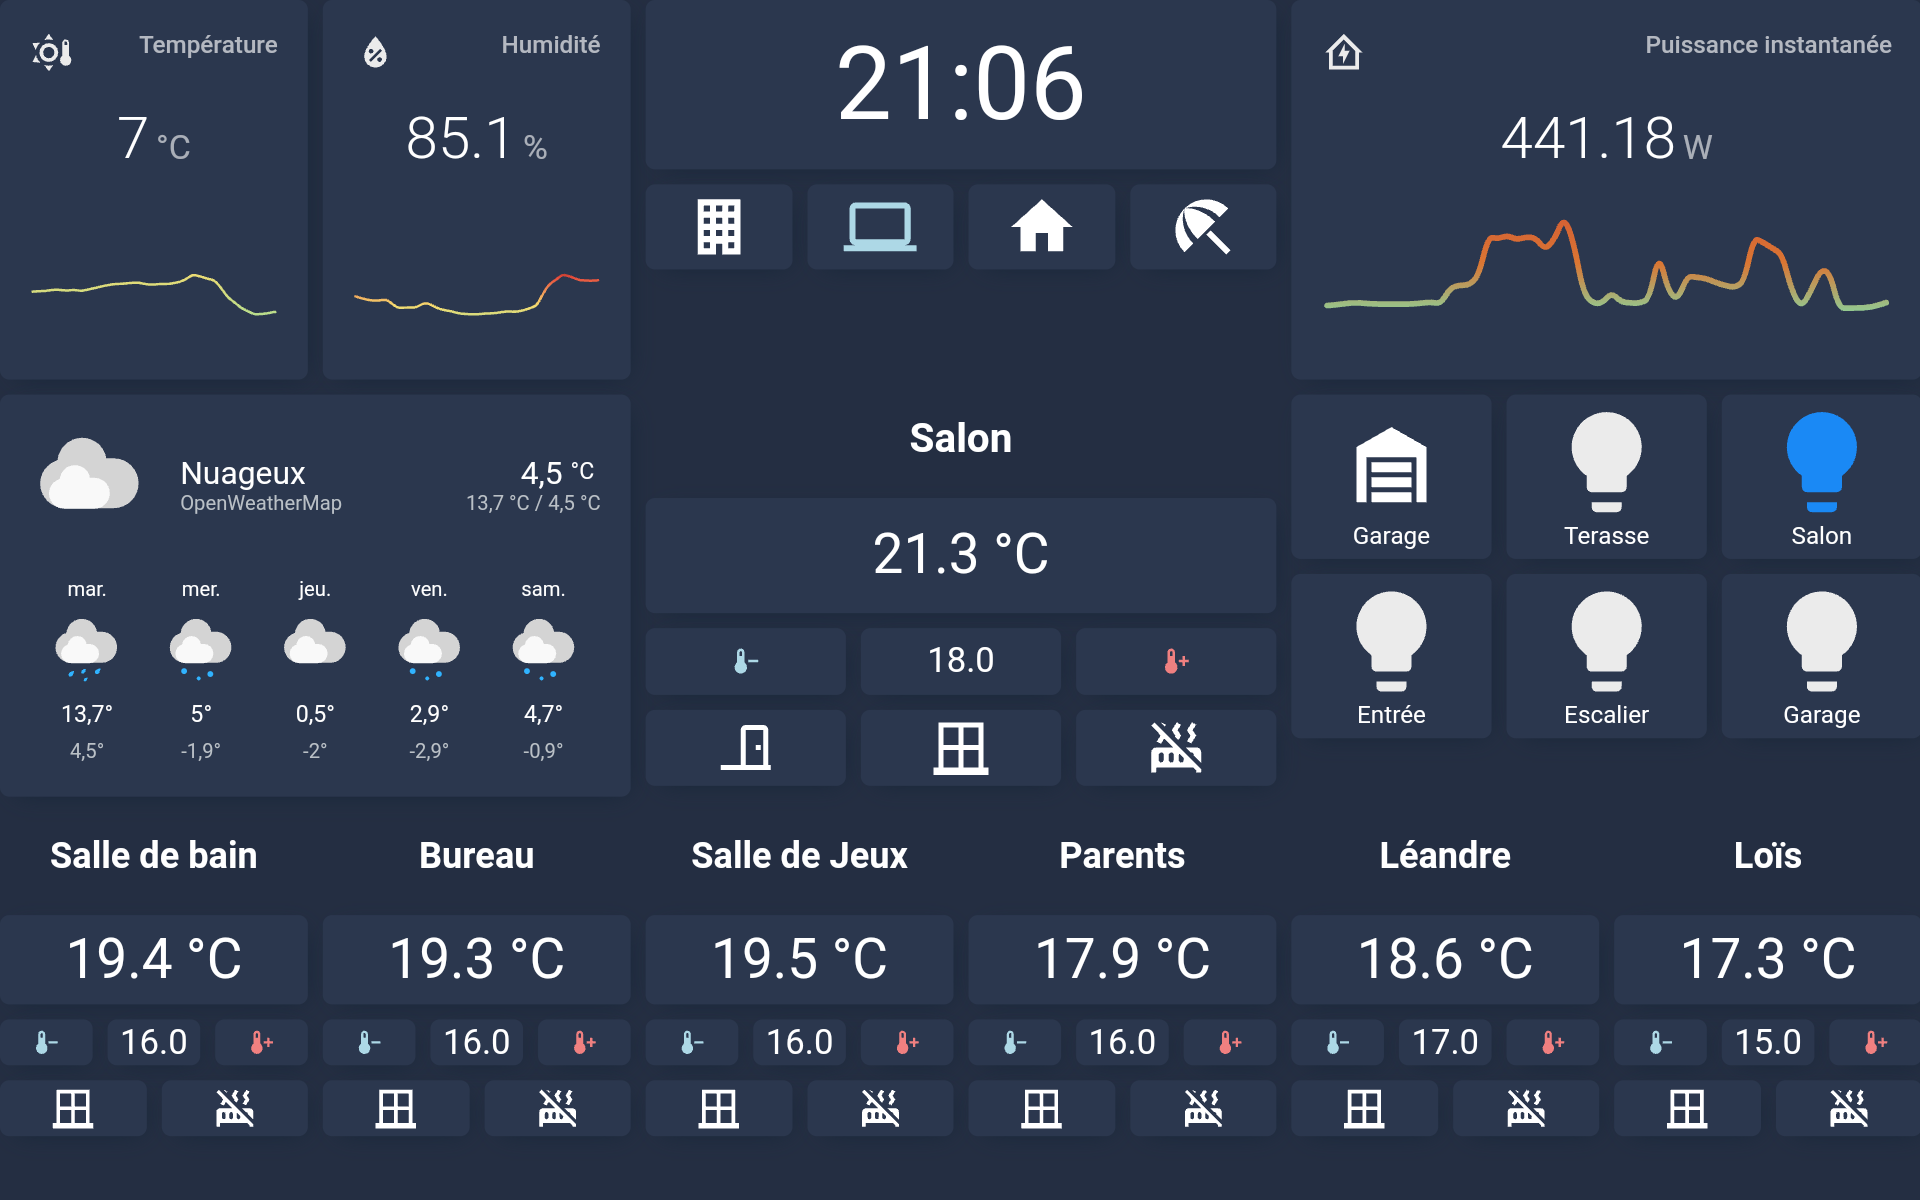 Température
7 °C
Humidité
85.1 %
21:06
Puissance instantanée
441.18 W
Nuageux
OpenWeatherMap
4,5 °C
13,7 °C / 4,5 °C
mar. mer. jeu. ven. sam.
13,7° 5° 0,5° 2,9° 4,7°
4,5° -1,9° -2° -2,9° -0,9°
Salon
21.3 °C
18.0
Garage Terasse Salon
Entrée Escalier Garage
Salle de bain Bureau Salle de Jeux Parents Léandre Loïs
19.4 °C 19.3 °C 19.5 °C 17.9 °C 18.6 °C 17.3 °C
16.0 16.0 16.0 16.0 17.0 15.0